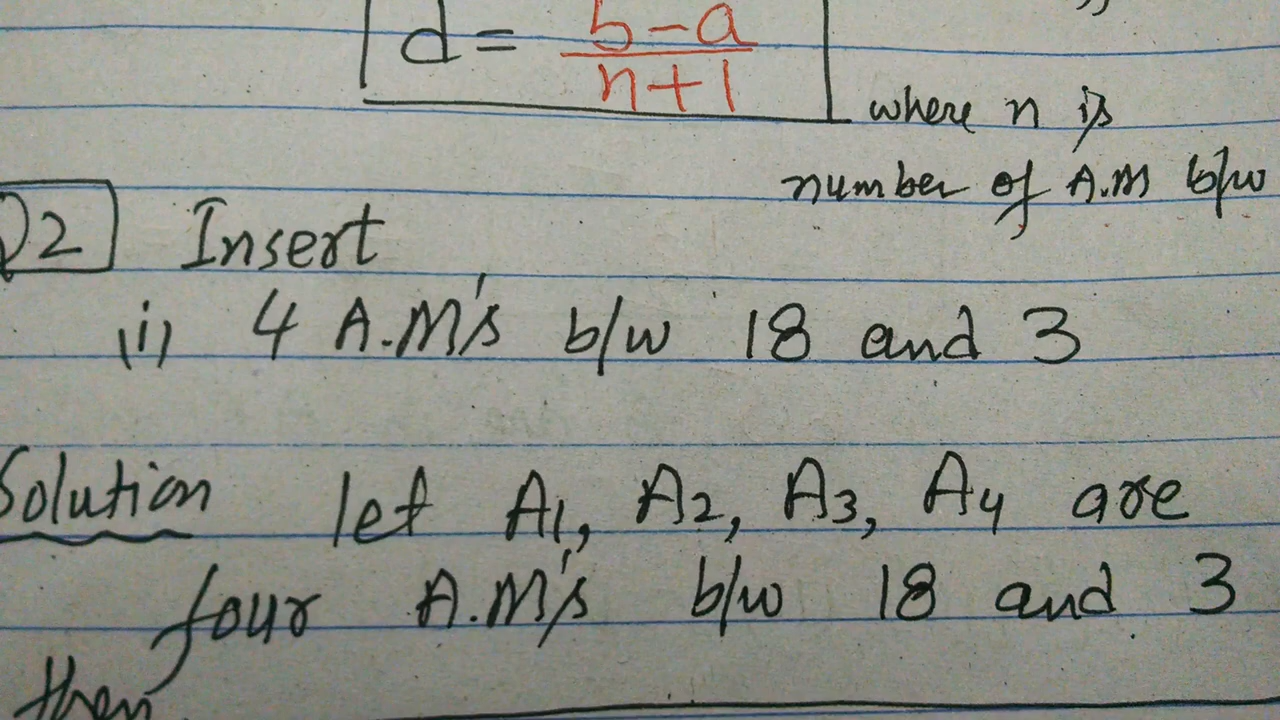 d = b-a
n+1
where n is
number of A.M b/w
Q2 Insert
(i) 4 A.M's b/w 18 and 3
Solution let A1, A2, A3, A4 are
four A.M's b/w 18 and 3
then